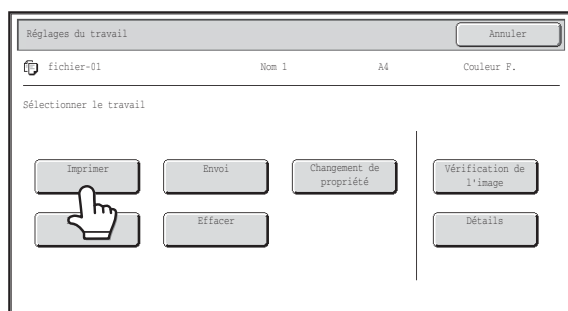 Réglages du travail
Annuler
fichier-01 Nom 1 A4 Couleur F.
Sélectionner le travail
Imprimer
Envoi
Changement de
propriété
Vérification de
l'image
Effacer
Détails